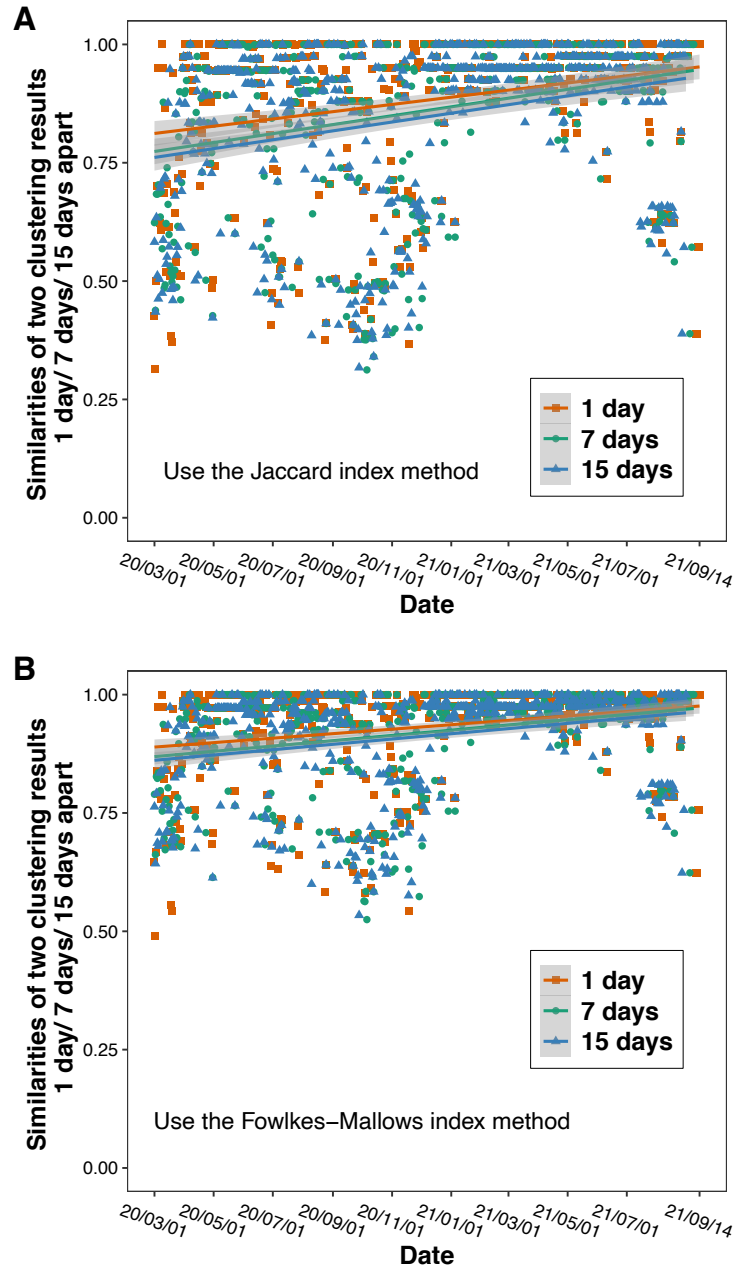 A
Similarities of two clustering results
1 day/ 7 days/ 15 days apart
1.00
0.75
0.50
0.25
0.00
1 day
7 days
15 days
Use the Jaccard index method
20/03/01
20/05/01
20/07/01
20/09/01
20/11/01
21/01/01
21/03/01
21/05/01
21/07/01
21/09/14
Date
B
Similarities of two clustering results
1 day/ 7 days/ 15 days apart
1.00
0.75
0.50
0.25
0.00
1 day
7 days
15 days
Use the Fowlkes−Mallows index method
20/03/01
20/05/01
20/07/01
20/09/01
20/11/01
21/01/01
21/03/01
21/05/01
21/07/01
21/09/14
Date